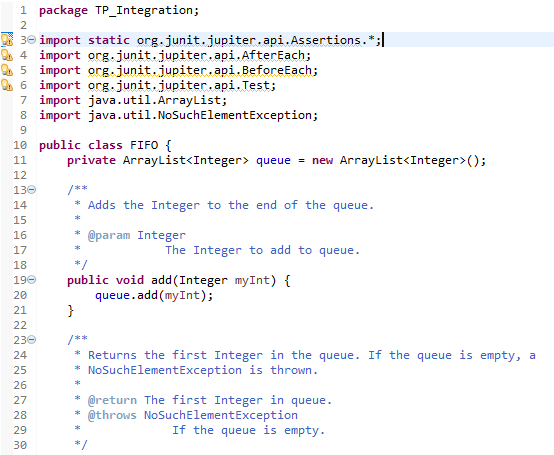 1 package TP_Integration;
2
3 import static org.junit.jupiter.api.Assertions.*;
4 import org.junit.jupiter.api.AfterEach;
5 import org.junit.jupiter.api.BeforeEach;
6 import org.junit.jupiter.api.Test;
7 import java.util.ArrayList;
8 import java.util.NoSuchElementException;
9
10 public class FIFO {
11     private ArrayList<Integer> queue = new ArrayList<Integer>();
12
13     /**
14      * Adds the Integer to the end of the queue.
15      *
16      * @param Integer
17      *            The Integer to add to queue.
18      */
19     public void add(Integer myInt) {
20         queue.add(myInt);
21     }
22
23     /**
24      * Returns the first Integer in the queue. If the queue is empty, a
25      * NoSuchElementException is thrown.
26      *
27      * @return The first Integer in queue.
28      * @throws NoSuchElementException
29      *             If the queue is empty.
30      */